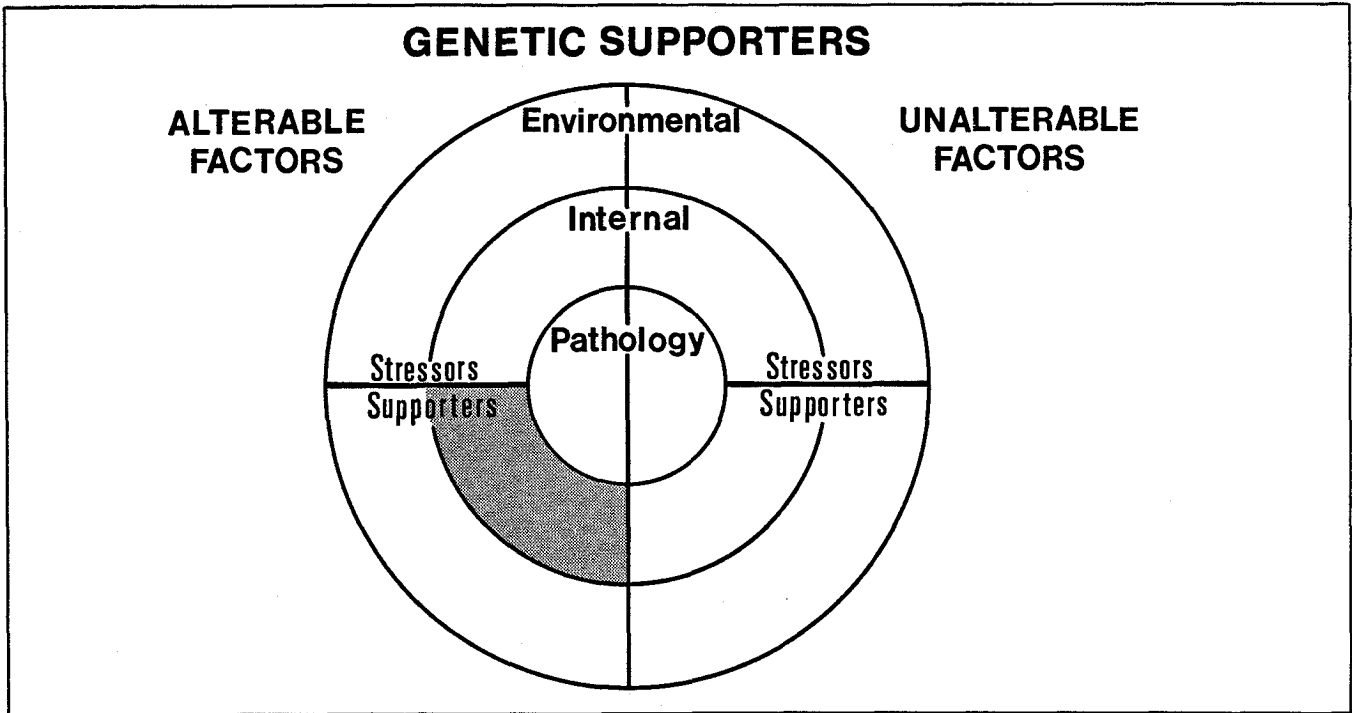 GENETIC SUPPORTERS
ALTERABLE
FACTORS
Environmental
UNALTERABLE
FACTORS
Internal
Pathology
Stressors
Supporters
Stressors
Supporters